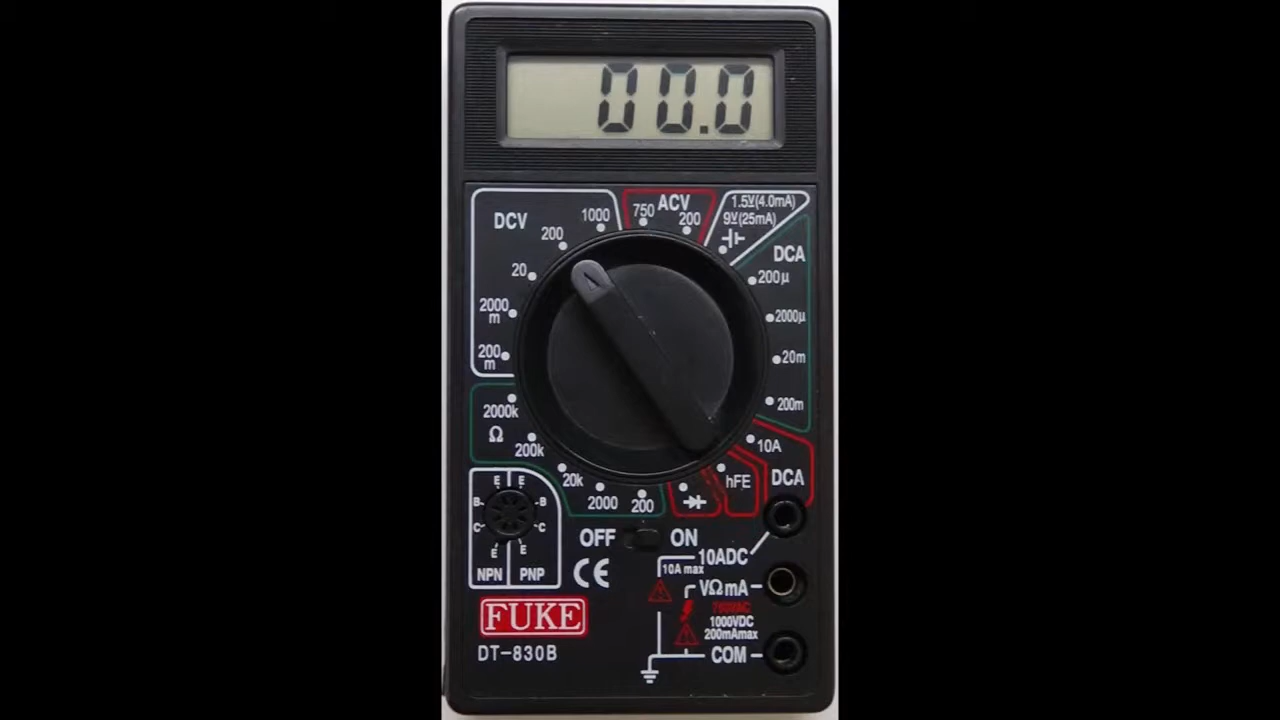 00.0
DCV
ACV
1000
750
200
1.5V(4.0mA)
9V(25mA)
200
20
2000
m
200
m
DCA
200µ
2000µ
20m
200m
10A
DCA
2000k
Ω
200k
20k
2000
200
hFE
E E
B B
C C
E E
NPN PNP
OFF ON
CE
10ADC
10A max
VΩmA
750VAC
1000VDC
200mAmax
COM
FUKE
DT-830B